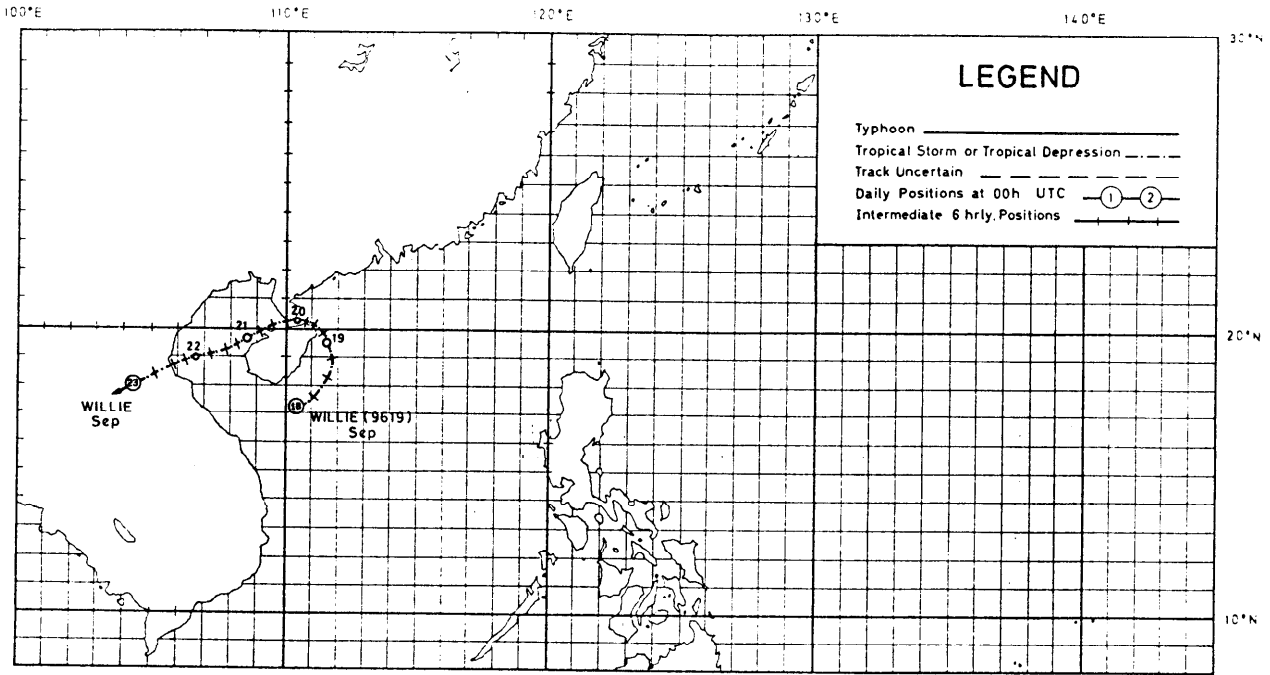 100°E 110°E 120°E 130°E 140°E
30°N
LEGEND
Typhoon
Tropical Storm or Tropical Depression
Track Uncertain
Daily Positions at 00h UTC 1 2
Intermediate 6 hrly. Positions
20
21
19
20°N
22
23
WILLIE
Sep
18
WILLIE (9619)
Sep
10°N